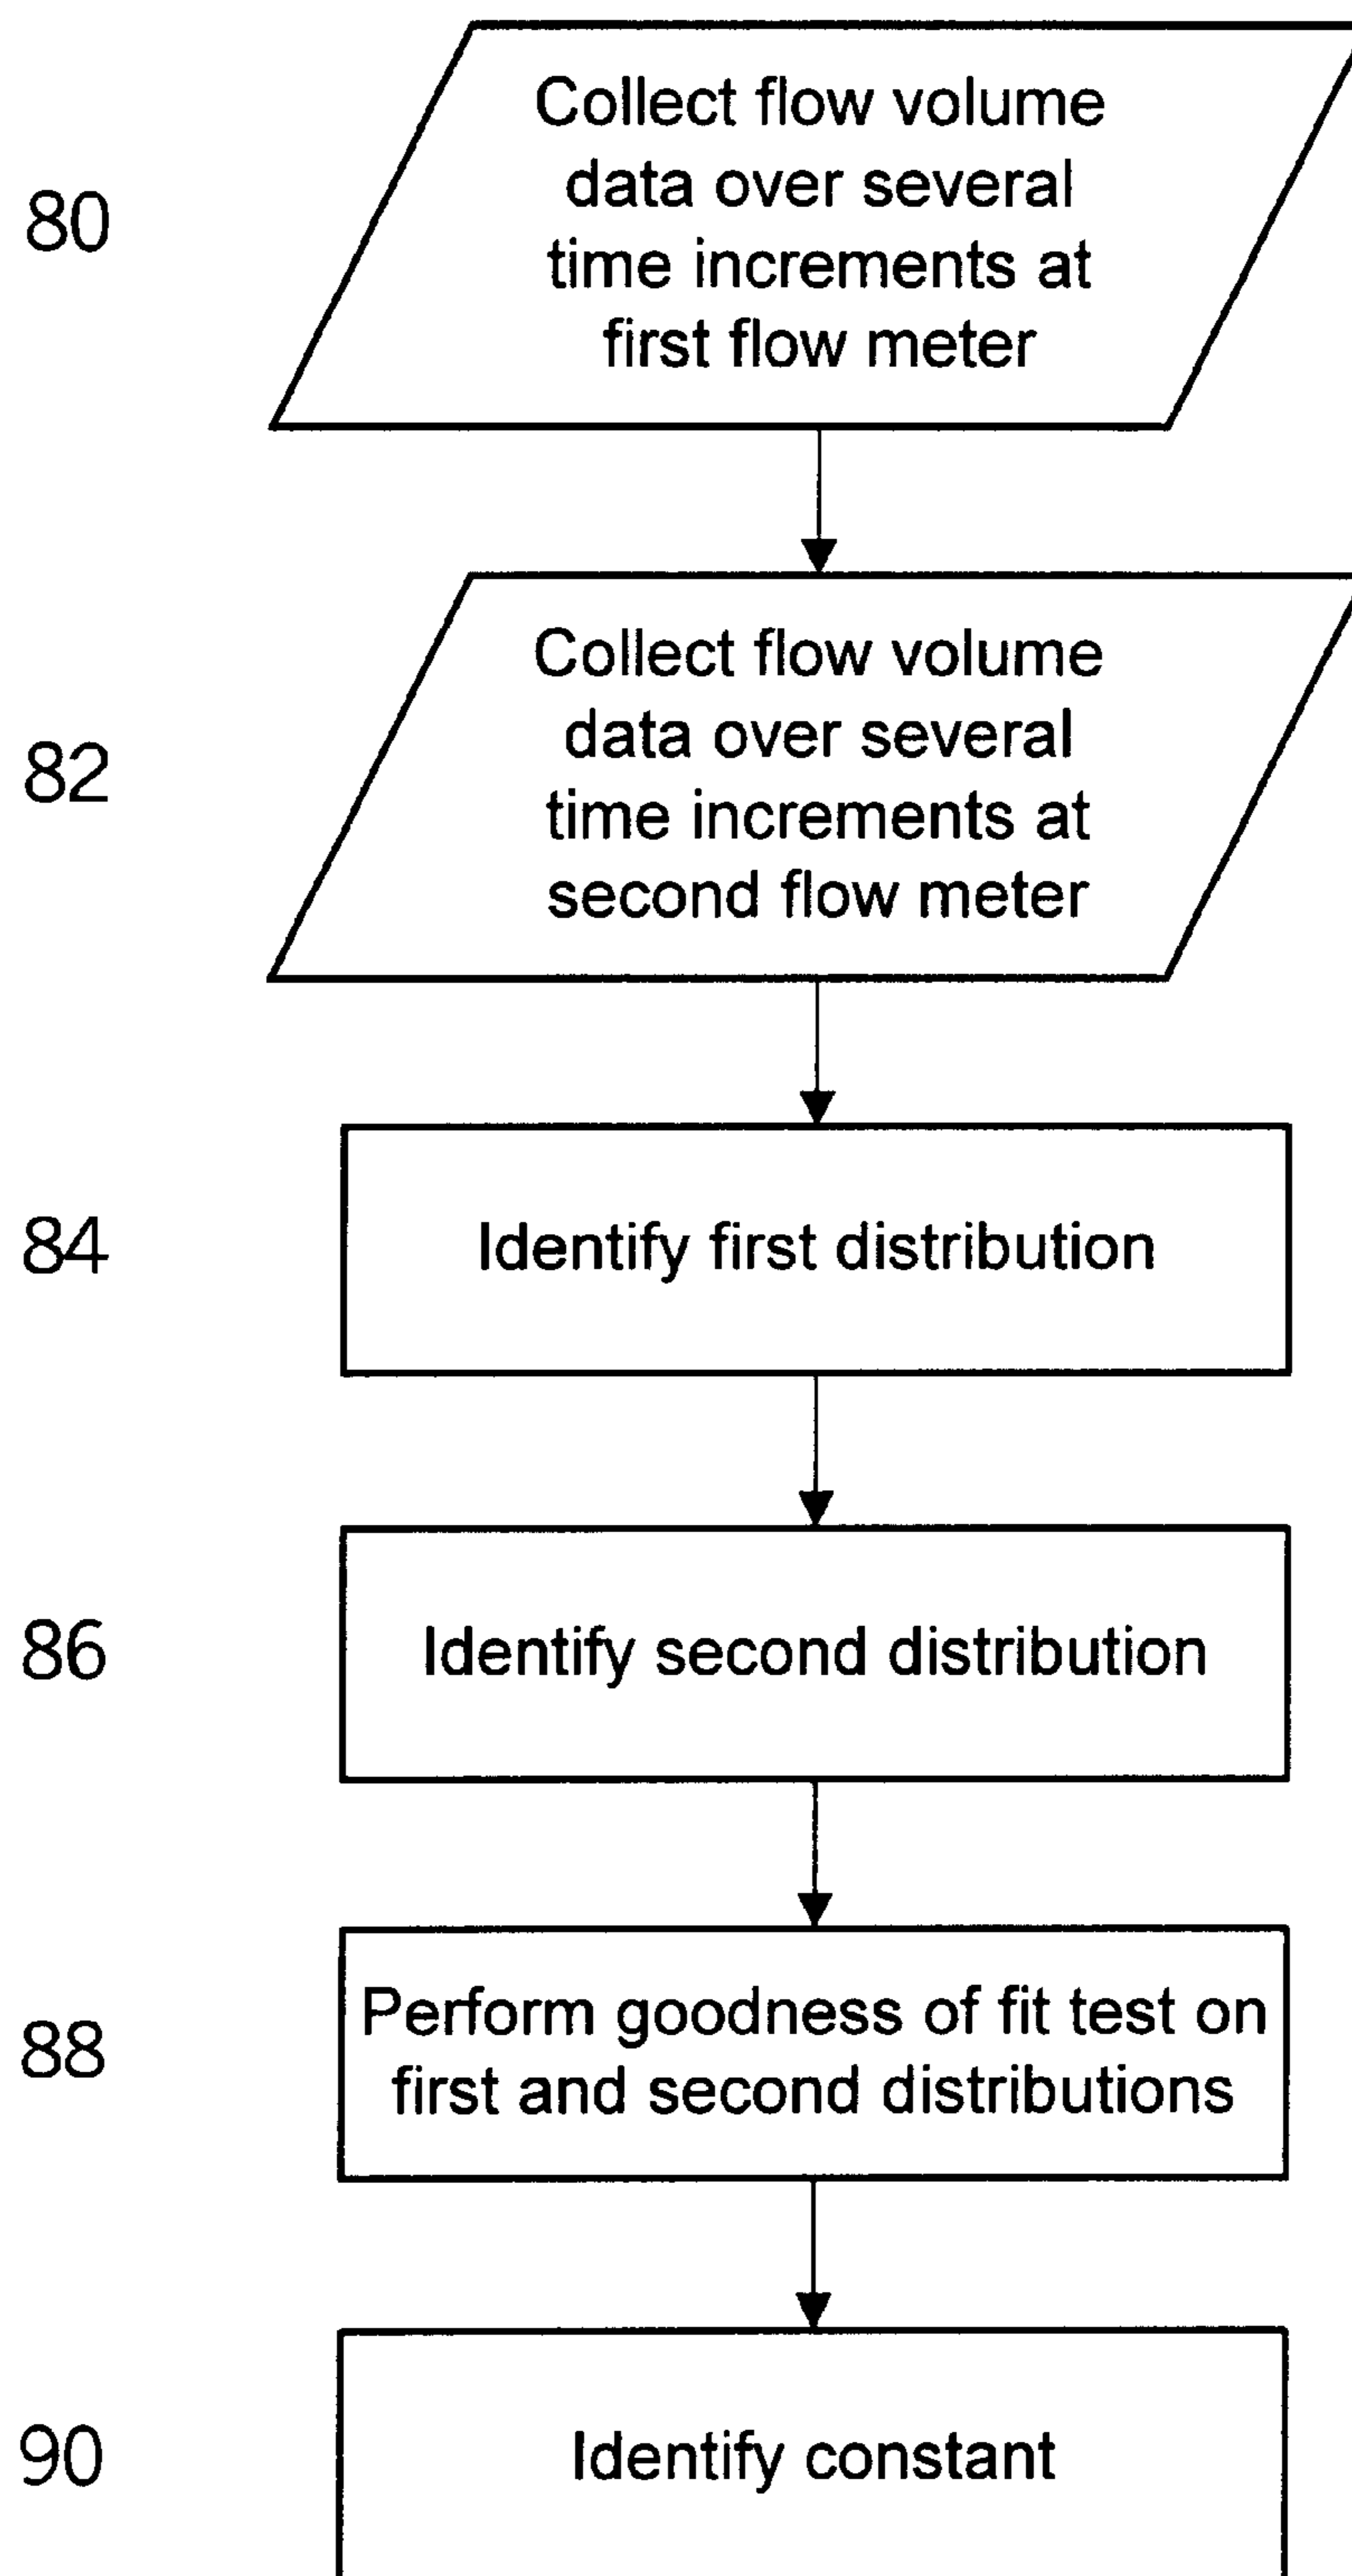 80
Collect flow volume
data over several
time increments at
first flow meter
82
Collect flow volume
data over several
time increments at
second flow meter
84
Identify first distribution
86
Identify second distribution
88
Perform goodness of fit test on
first and second distributions
90
Identify constant